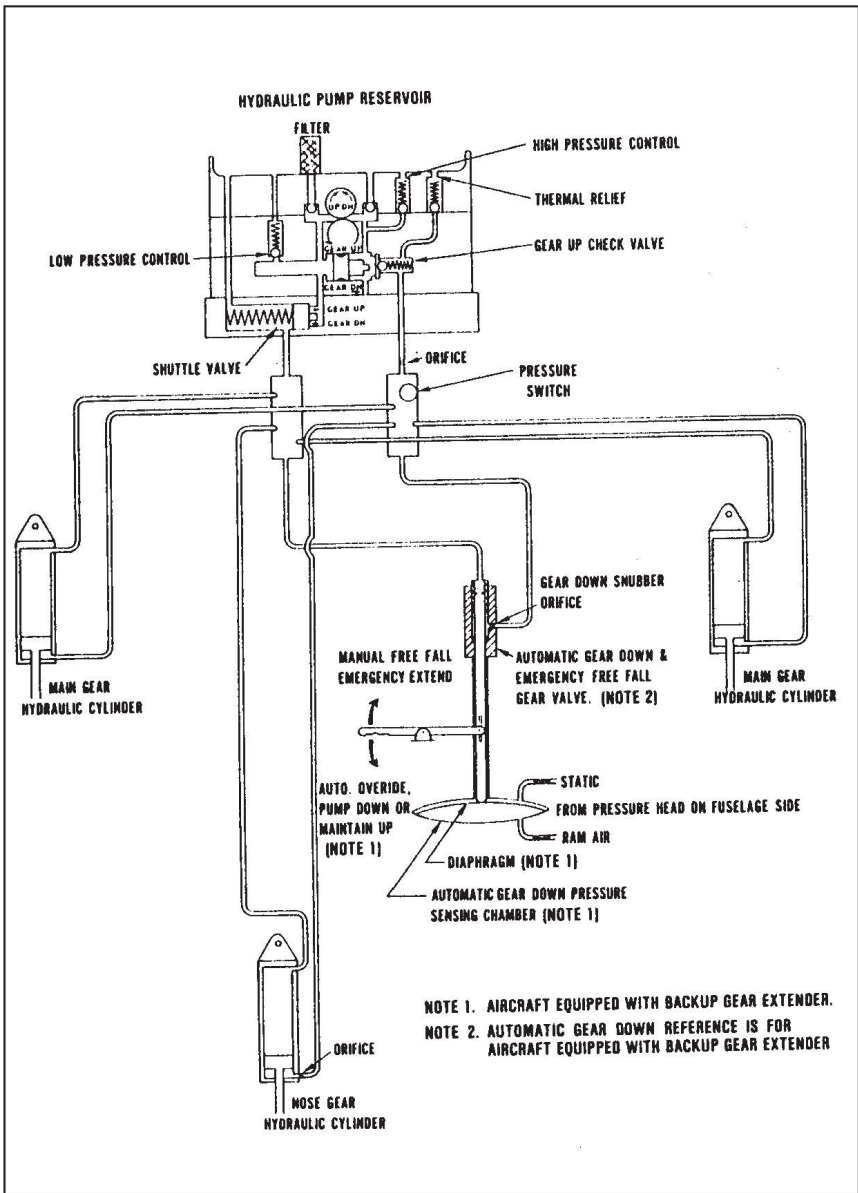 HYDRAULIC PUMP RESERVOIR
FILTER
HIGH PRESSURE CONTROL
THERMAL RELIEF
UP DN
GEAR UP
GEAR UP CHECK VALVE
LOW PRESSURE CONTROL
GEAR DN
GEAR UP
GEAR DN
SHUTTLE VALVE
ORIFICE
PRESSURE
SWITCH
GEAR DOWN SNUBBER
ORIFICE
MANUAL FREE FALL
EMERGENCY EXTEND
AUTOMATIC GEAR DOWN &
EMERGENCY FREE FALL
GEAR VALVE. (NOTE 2)
MAIN GEAR
HYDRAULIC CYLINDER
MAIN GEAR
HYDRAULIC CYLINDER
AUTO. OVERIDE,
PUMP DOWN OR
MAINTAIN UP
(NOTE 1)
STATIC
FROM PRESSURE HEAD ON FUSELAGE SIDE
RAM AIR
DIAPHRAGM (NOTE 1)
AUTOMATIC GEAR DOWN PRESSURE
SENSING CHAMBER (NOTE 1)
ORIFICE
NOSE GEAR
HYDRAULIC CYLINDER
NOTE 1. AIRCRAFT EQUIPPED WITH BACKUP GEAR EXTENDER.
NOTE 2. AUTOMATIC GEAR DOWN REFERENCE IS FOR
AIRCRAFT EQUIPPED WITH BACKUP GEAR EXTENDER